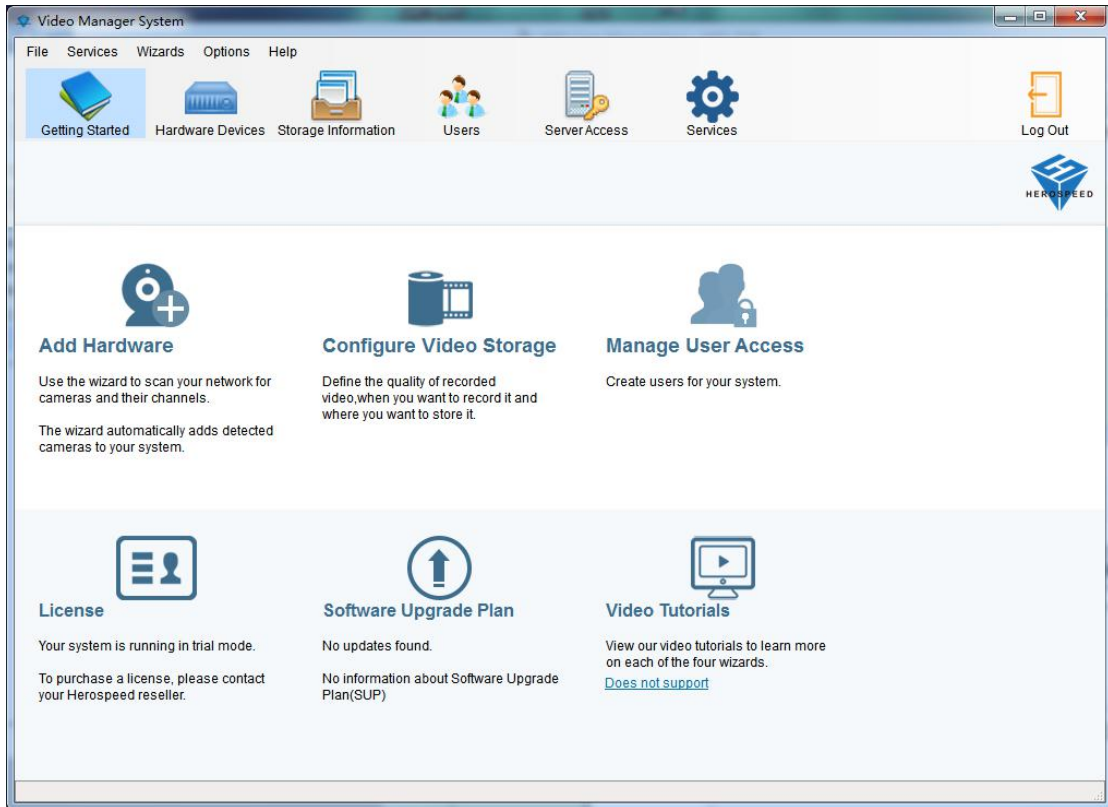 Video Manager System
File Services Wizards Options Help
Getting Started Hardware Devices Storage Information Users Server Access Services Log Out
HEROSPEED
Add Hardware
Use the wizard to scan your network for
cameras and their channels.
The wizard automatically adds detected
cameras to your system.
Configure Video Storage
Define the quality of recorded
video,when you want to record it and
where you want to store it.
Manage User Access
Create users for your system.
License
Your system is running in trial mode.
To purchase a license, please contact
your Herospeed reseller.
Software Upgrade Plan
No updates found.
No information about Software Upgrade
Plan(SUP)
Video Tutorials
View our video tutorials to learn more
on each of the four wizards.
Does not support